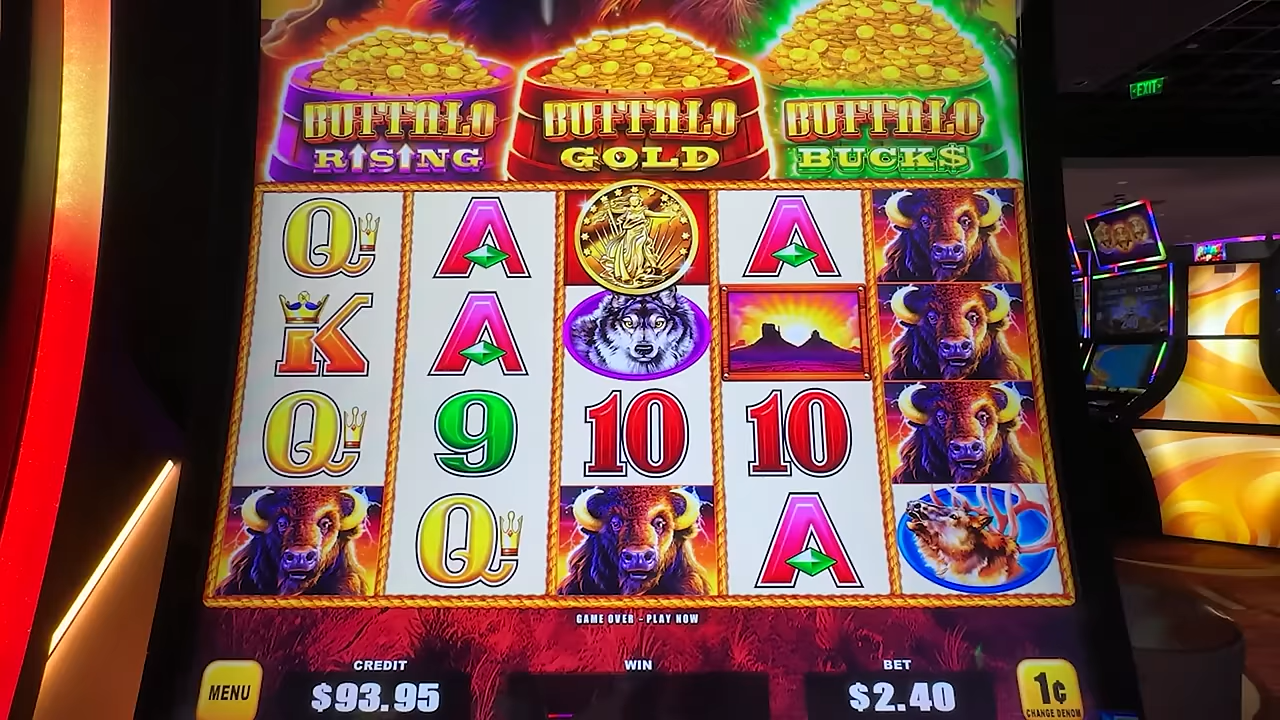 BUFFALO BUFFALO BUFFALO
RISING GOLD BUCK$
EXIT
Q A A
K A
Q 9 10 10
Q A
GAME OVER - PLAY NOW
CREDIT WIN BET
MENU $93.95 $2.40 1¢
CHANGE DENOM